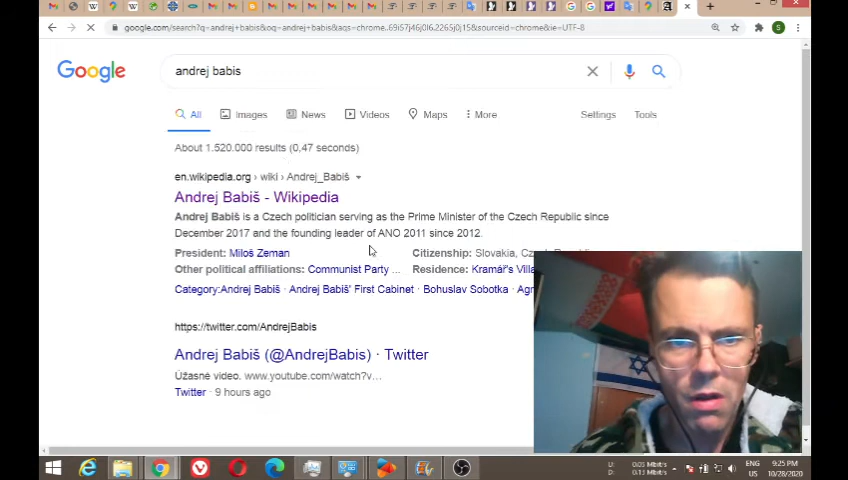 google.com/search?q=andrej+babis&oq=andrej+babis&aqs=chrome..69i57j46j0l6.2265j0j15&sourceid=chrome&ie=UTF-8
Google
andrej babis
All
Images
News
Videos
Maps
More
Settings
Tools
About 1.520.000 results (0,47 seconds)
en.wikipedia.org › wiki › Andrej_Babiš
Andrej Babiš - Wikipedia
Andrej Babiš is a Czech politician serving as the Prime Minister of the Czech Republic since
December 2017 and the founding leader of ANO 2011 since 2012.
President: Miloš Zeman
Citizenship: Slovakia,
Other political affiliations: Communist Party ...
Residence: Kramář's
Category:Andrej Babiš · Andrej Babiš' First Cabinet · Bohuslav Sobotka ·
https://twitter.com/AndrejBabis
Andrej Babiš (@AndrejBabis) · Twitter
Úžasné video. www.youtube.com/watch?v...
Twitter · 9 hours ago
ENG
US
9:25 PM
10/28/2020